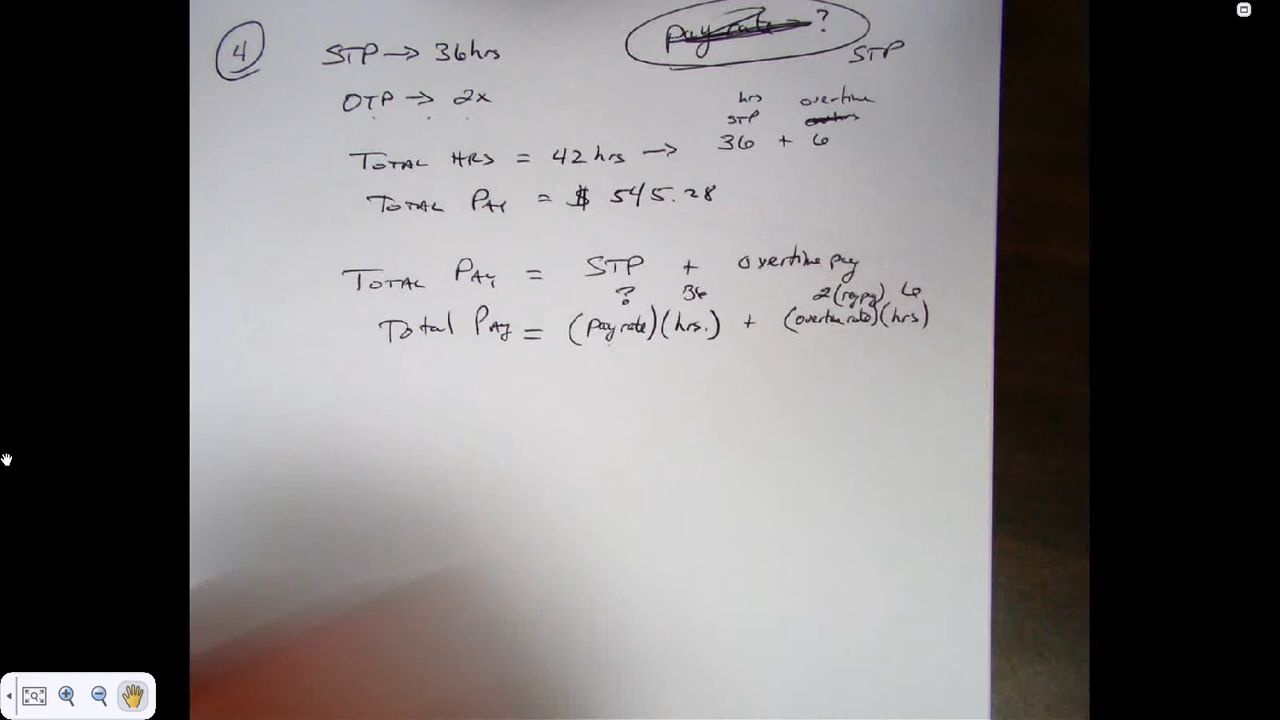 4
STP → 36hrs
pay rate ?
STP
OTP → 2x
hrs overtime
STP
TOTAL HRS = 42 hrs → 36 + 6
TOTAL PAY = $ 545.28
TOTAL PAY = STP + overtime pay
? 36 2(reg pay) 6
Total PAY = (pay rate)(hrs.) + (overtime rate)(hrs)